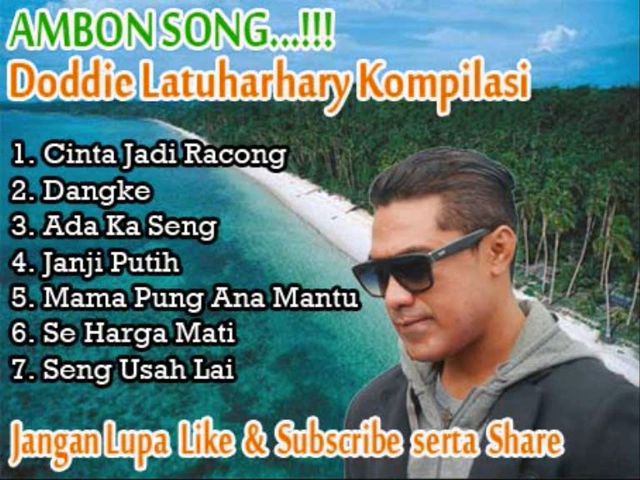 AMBON SONG...!!!
Doddie Latuharhary Kompilasi
1. Cinta Jadi Racong
2. Dangke
3. Ada Ka Seng
4. Janji Putih
5. Mama Pung Ana Mantu
6. Se Harga Mati
7. Seng Usah Lai
Jangan Lupa Like & Subscribe serta Share